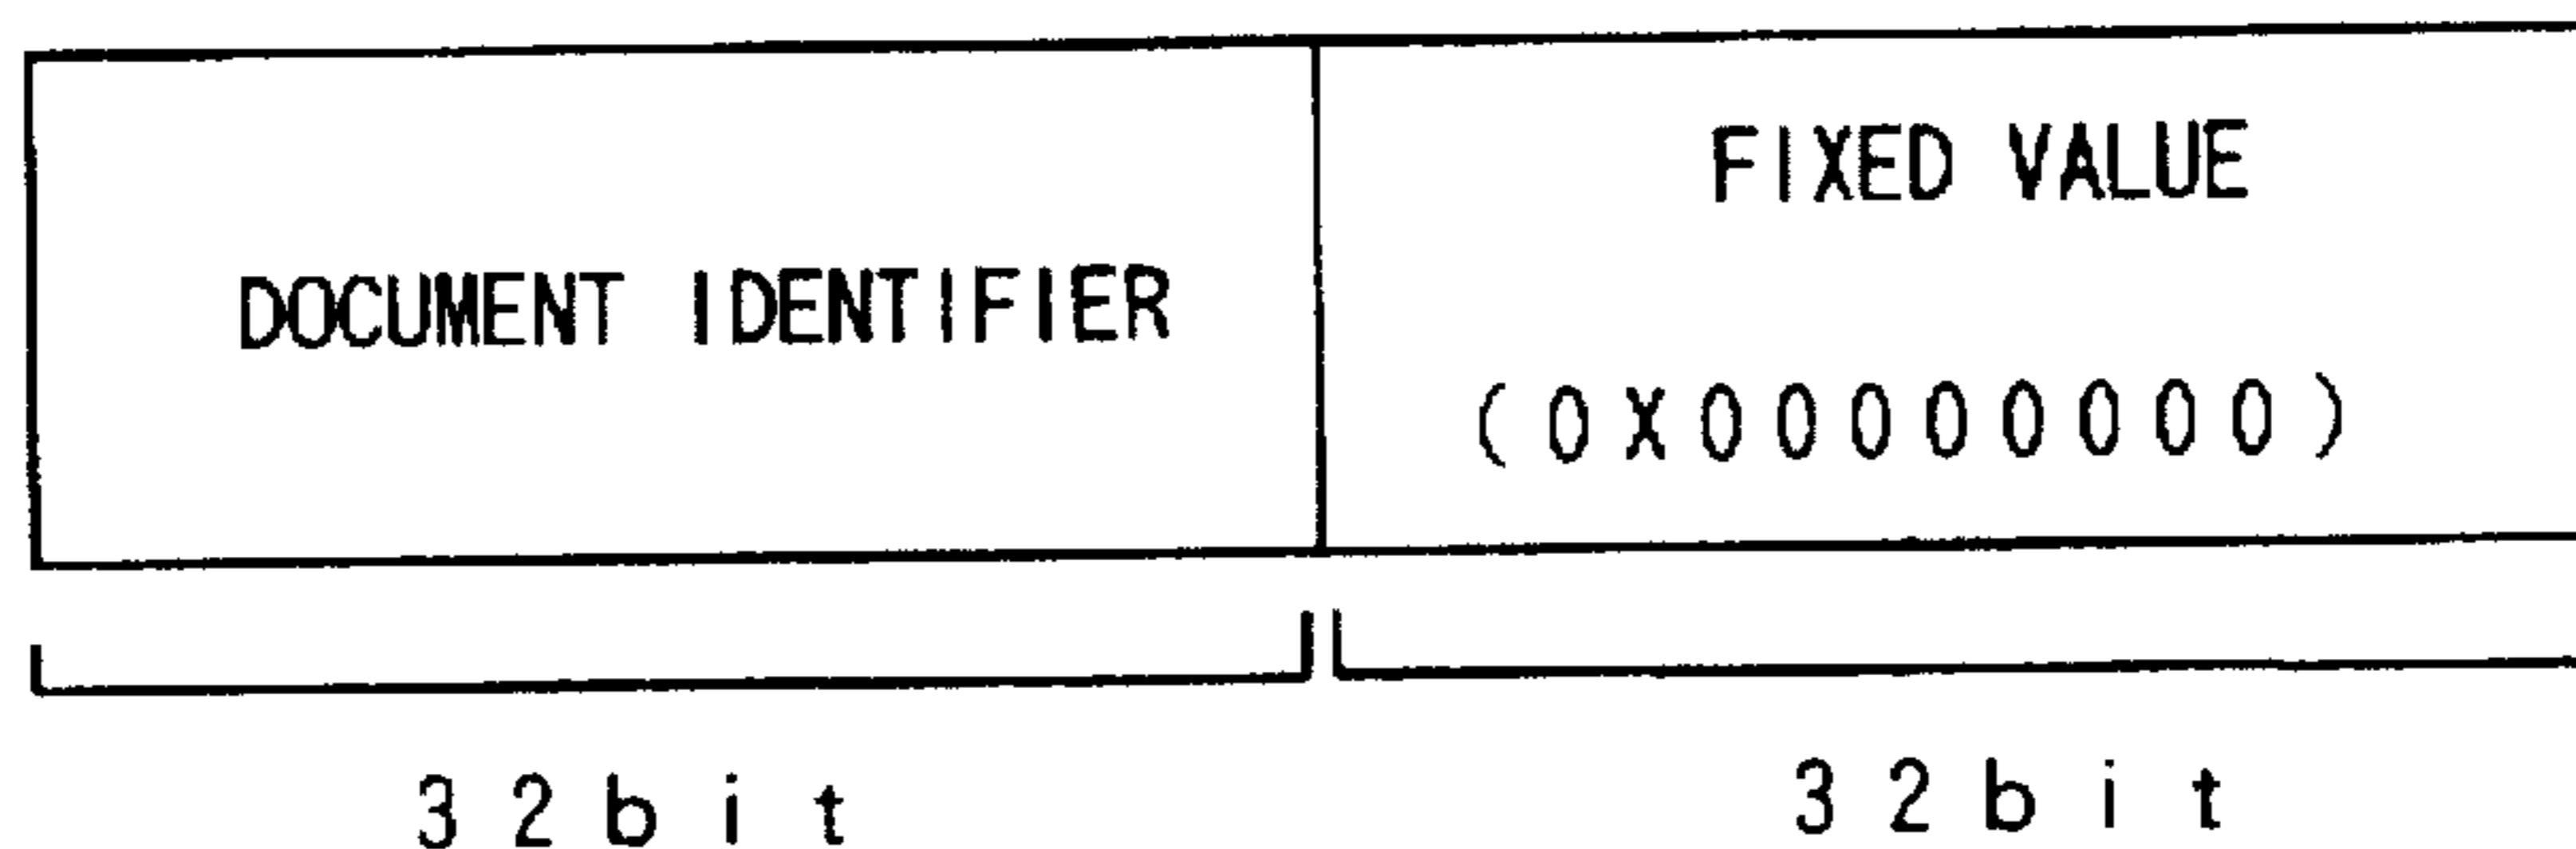 DOCUMENT IDENTIFIER
FIXED VALUE
(0X00000000)
32bit
32bit